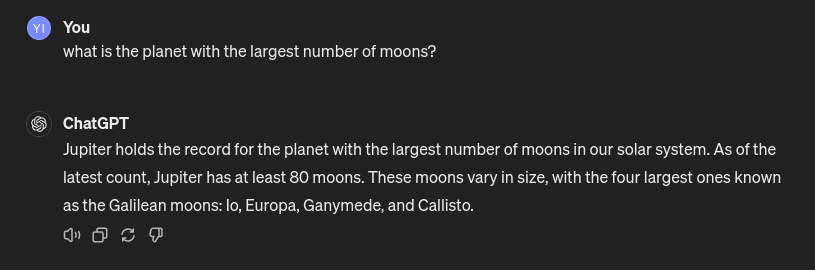 YI
You
what is the planet with the largest number of moons?
ChatGPT
Jupiter holds the record for the planet with the largest number of moons in our solar system. As of the
latest count, Jupiter has at least 80 moons. These moons vary in size, with the four largest ones known
as the Galilean moons: Io, Europa, Ganymede, and Callisto.